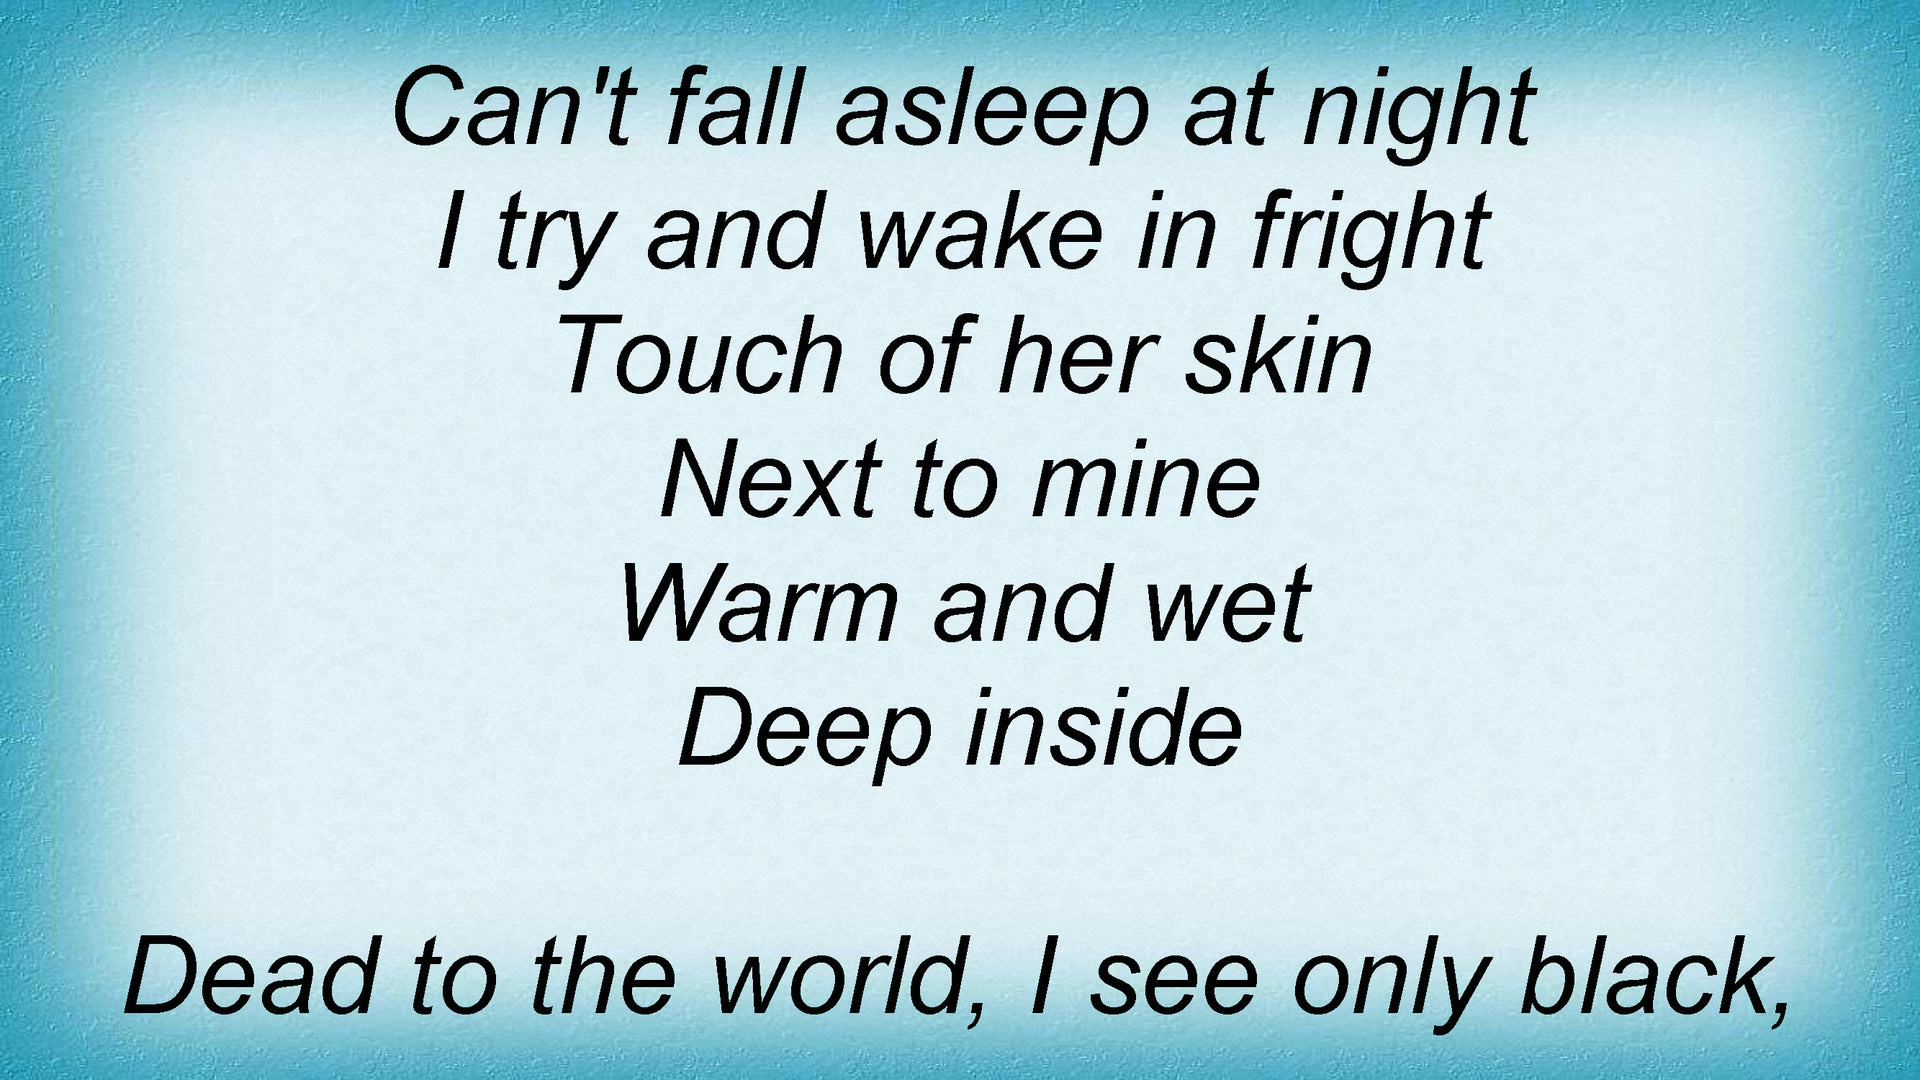 Can't fall asleep at night
I try and wake in fright
Touch of her skin
Next to mine
Warm and wet
Deep inside
Dead to the world, I see only black,